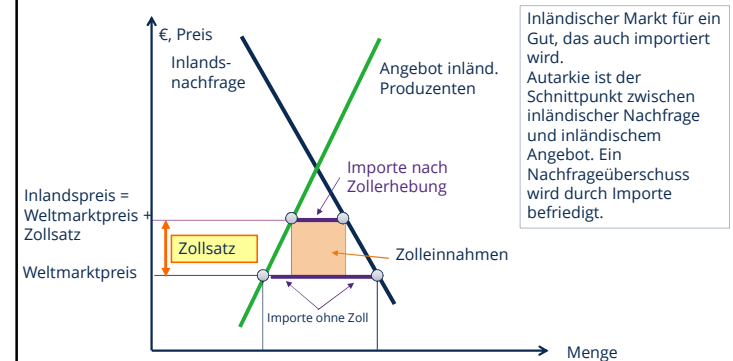 €, Preis
Inlands-
nachfrage
Angebot inländ.
Produzenten
Importe nach
Zollerhebung
Inlandspreis =
Weltmarktpreis +
Zollsatz
Zollsatz
Zolleinnahmen
Weltmarktpreis
Importe ohne Zoll
Menge
Inländischer Markt für ein
Gut, das auch importiert
wird.
Autarkie ist der
Schnittpunkt zwischen
inländischer Nachfrage
und inländischem
Angebot. Ein
Nachfrageüberschuss
wird durch Importe
befriedigt.